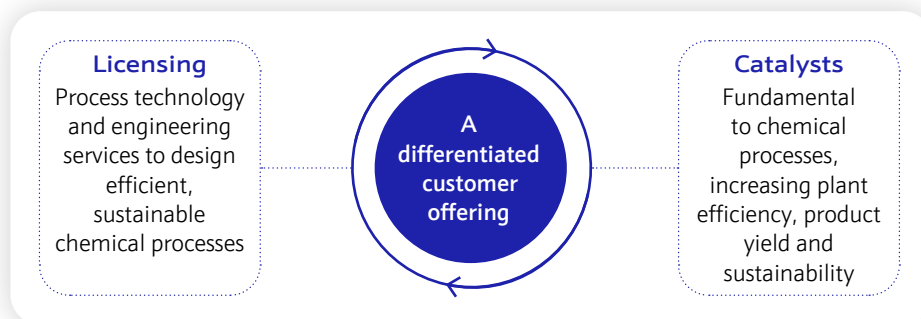 Licensing
Process technology
and engineering
services to design
efficient,
sustainable
chemical processes
A
differentiated
customer
offering
Catalysts
Fundamental
to chemical
processes,
increasing plant
efficiency, product
yield and
sustainability